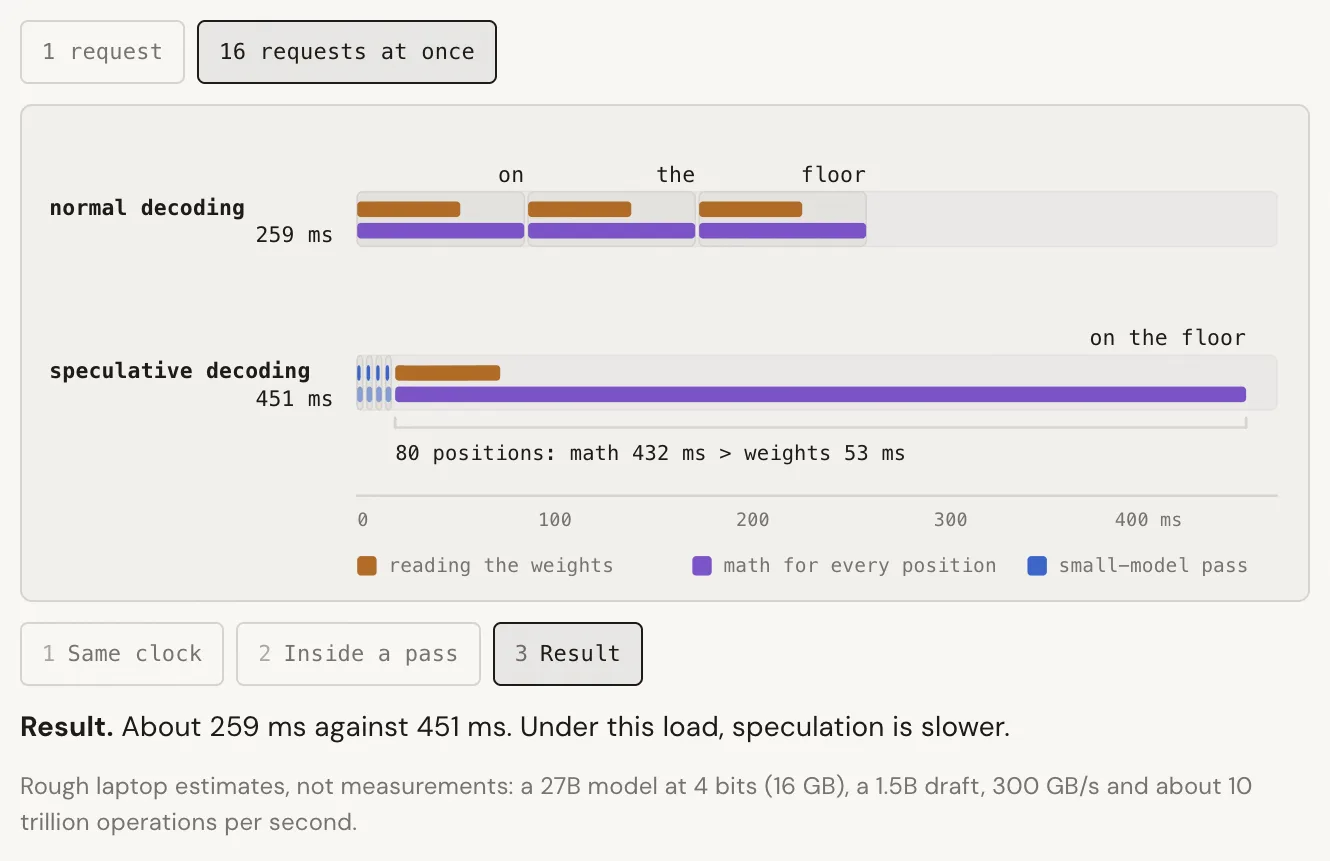 1 request
16 requests at once
on the floor
normal decoding
259 ms
on the floor
speculative decoding
451 ms
80 positions: math 432 ms > weights 53 ms
0 100 200 300 400 ms
reading the weights
math for every position
small-model pass
1 Same clock
2 Inside a pass
3 Result
Result. About 259 ms against 451 ms. Under this load, speculation is slower.
Rough laptop estimates, not measurements: a 27B model at 4 bits (16 GB), a 1.5B draft, 300 GB/s and about 10
trillion operations per second.